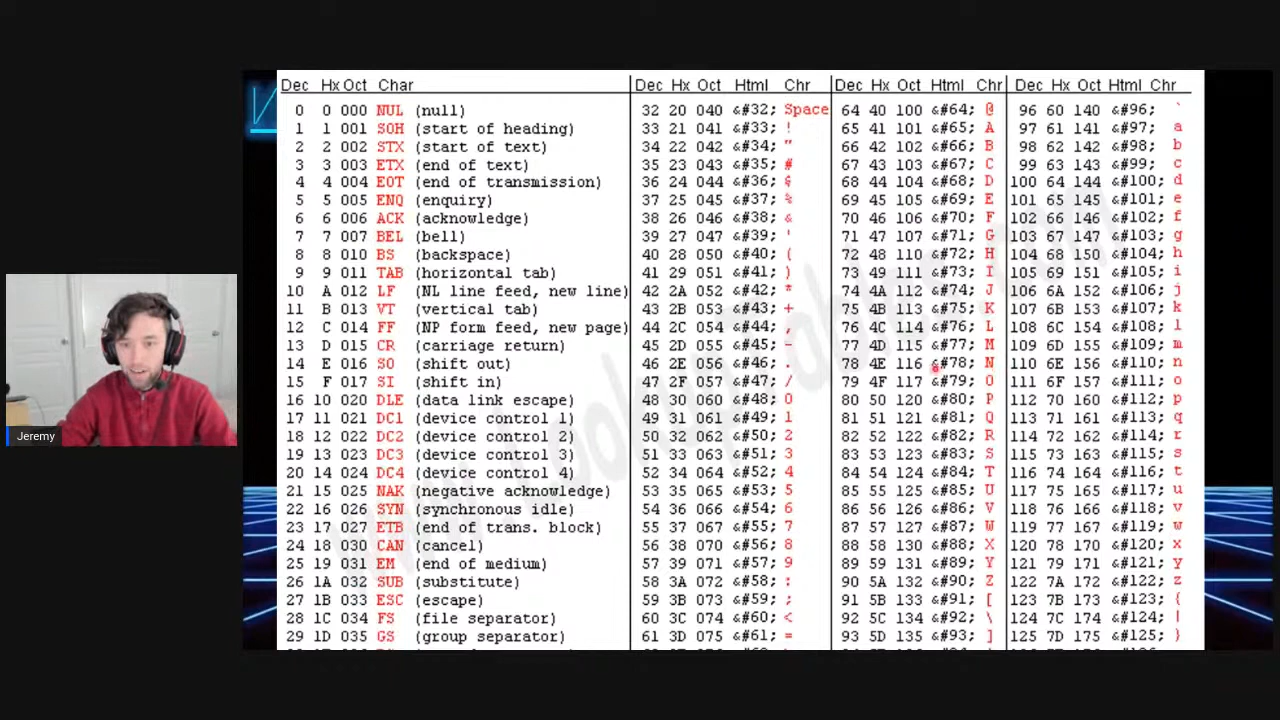 Dec Hx Oct Char Dec Hx Oct Html Chr Dec Hx Oct Html Chr Dec Hx Oct Html Chr
0 0 000 NUL (null) 32 20 040 &#32; Space 64 40 100 &#64; @ 96 60 140 &#96; `
1 1 001 SOH (start of heading) 33 21 041 &#33; ! 65 41 101 &#65; A 97 61 141 &#97; a
2 2 002 STX (start of text) 34 22 042 &#34; " 66 42 102 &#66; B 98 62 142 &#98; b
3 3 003 ETX (end of text) 35 23 043 &#35; # 67 43 103 &#67; C 99 63 143 &#99; c
4 4 004 EOT (end of transmission) 36 24 044 &#36; $ 68 44 104 &#68; D 100 64 144 &#100; d
5 5 005 ENQ (enquiry) 37 25 045 &#37; % 69 45 105 &#69; E 101 65 145 &#101; e
6 6 006 ACK (acknowledge) 38 26 046 &#38; & 70 46 106 &#70; F 102 66 146 &#102; f
7 7 007 BEL (bell) 39 27 047 &#39; ' 71 47 107 &#71; G 103 67 147 &#103; g
8 8 010 BS (backspace) 40 28 050 &#40; ( 72 48 110 &#72; H 104 68 150 &#104; h
9 9 011 TAB (horizontal tab) 41 29 051 &#41; ) 73 49 111 &#73; I 105 69 151 &#105; i
10 A 012 LF (NL line feed, new line) 42 2A 052 &#42; * 74 4A 112 &#74; J 106 6A 152 &#106; j
11 B 013 VT (vertical tab) 43 2B 053 &#43; + 75 4B 113 &#75; K 107 6B 153 &#107; k
12 C 014 FF (NP form feed, new page) 44 2C 054 &#44; , 76 4C 114 &#76; L 108 6C 154 &#108; l
13 D 015 CR (carriage return) 45 2D 055 &#45; - 77 4D 115 &#77; M 109 6D 155 &#109; m
14 E 016 SO (shift out) 46 2E 056 &#46; . 78 4E 116 &#78; N 110 6E 156 &#110; n
15 F 017 SI (shift in) 47 2F 057 &#47; / 79 4F 117 &#79; O 111 6F 157 &#111; o
16 10 020 DLE (data link escape) 48 30 060 &#48; 0 80 50 120 &#80; P 112 70 160 &#112; p
17 11 021 DC1 (device control 1) 49 31 061 &#49; 1 81 51 121 &#81; Q 113 71 161 &#113; q
18 12 022 DC2 (device control 2) 50 32 062 &#50; 2 82 52 122 &#82; R 114 72 162 &#114; r
19 13 023 DC3 (device control 3) 51 33 063 &#51; 3 83 53 123 &#83; S 115 73 163 &#115; s
20 14 024 DC4 (device control 4) 52 34 064 &#52; 4 84 54 124 &#84; T 116 74 164 &#116; t
21 15 025 NAK (negative acknowledge) 53 35 065 &#53; 5 85 55 125 &#85; U 117 75 165 &#117; u
22 16 026 SYN (synchronous idle) 54 36 066 &#54; 6 86 56 126 &#86; V 118 76 166 &#118; v
23 17 027 ETB (end of trans. block) 55 37 067 &#55; 7 87 57 127 &#87; W 119 77 167 &#119; w
24 18 030 CAN (cancel) 56 38 070 &#56; 8 88 58 130 &#88; X 120 78 170 &#120; x
25 19 031 EM (end of medium) 57 39 071 &#57; 9 89 59 131 &#89; Y 121 79 171 &#121; y
26 1A 032 SUB (substitute) 58 3A 072 &#58; : 90 5A 132 &#90; Z 122 7A 172 &#122; z
27 1B 033 ESC (escape) 59 3B 073 &#59; ; 91 5B 133 &#91; [ 123 7B 173 &#123; {
28 1C 034 FS (file separator) 60 3C 074 &#60; < 92 5C 134 &#92; \ 124 7C 174 &#124; |
29 1D 035 GS (group separator) 61 3D 075 &#61; = 93 5D 135 &#93; ] 125 7D 175 &#125; }
www.LookupTables.com
Jeremy